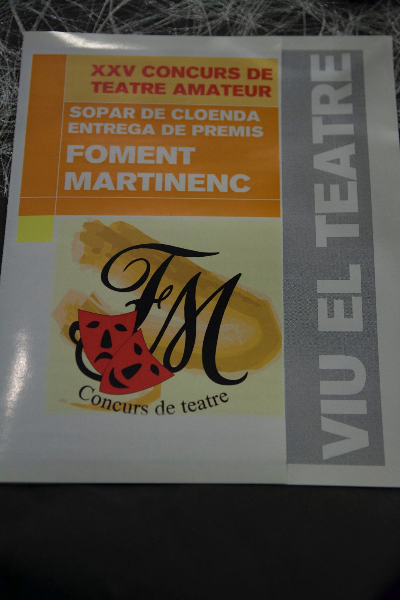 XXV CONCURS DE
TEATRE AMATEUR
SOPAR DE CLOENDA
ENTREGA DE PREMIS
FOMENT
MARTINENC
FM
Concurs de teatre
VIU EL TEATRE